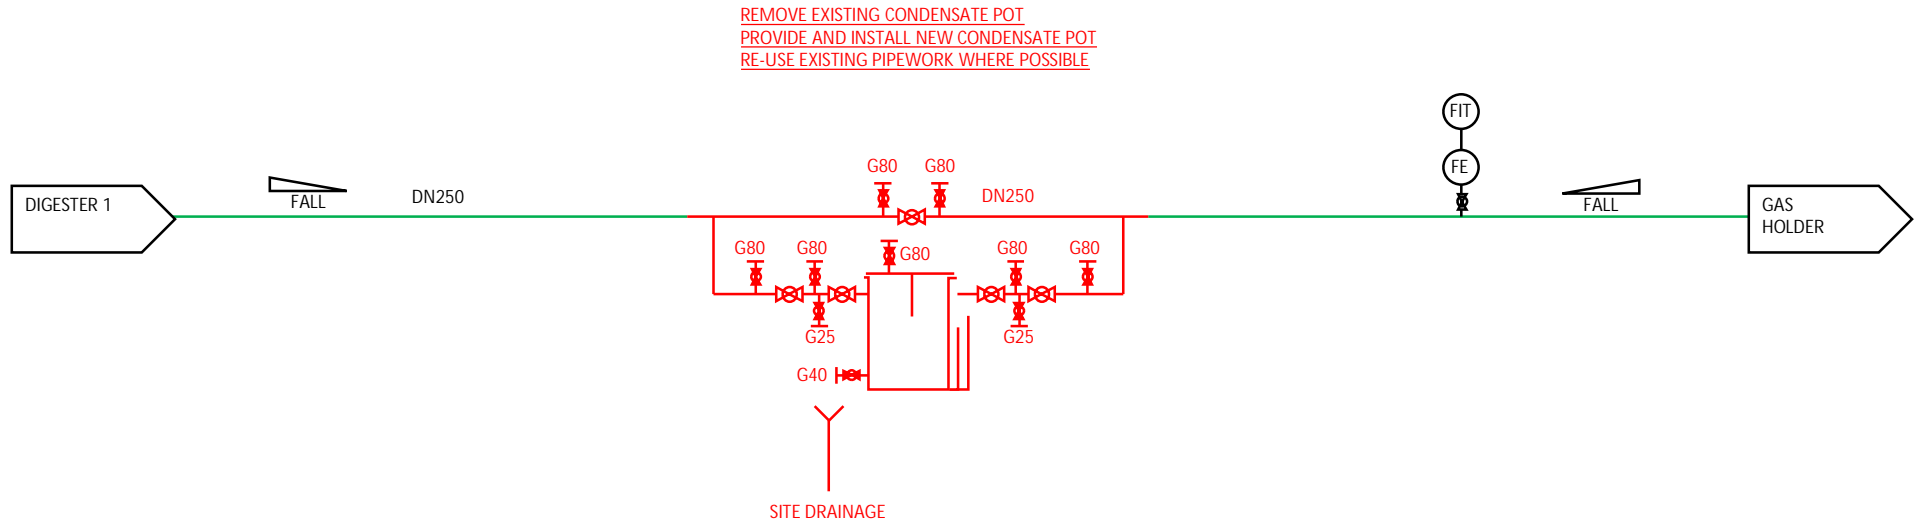 REMOVE EXISTING CONDENSATE POT
PROVIDE AND INSTALL NEW CONDENSATE POT
RE-USE EXISTING PIPEWORK WHERE POSSIBLE
FIT
FE
G80 G80
DIGESTER 1
FALL
DN250
DN250
FALL
GAS
HOLDER
G80 G80 G80 G80 G80
G25 G25
G40
SITE DRAINAGE